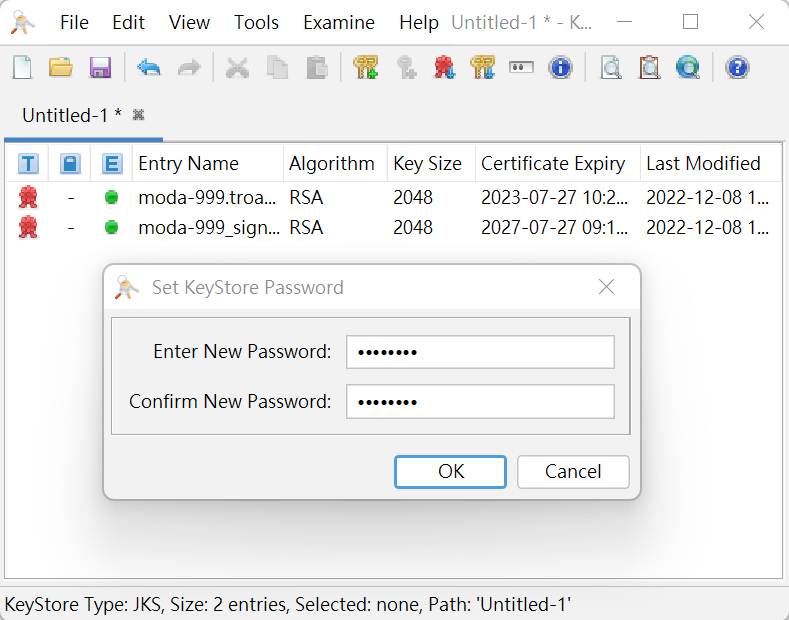 File Edit View Tools Examine Help Untitled-1 * - K...
Untitled-1 *
T E Entry Name Algorithm Key Size Certificate Expiry Last Modified
- moda-999.troa... RSA 2048 2023-07-27 10:2... 2022-12-08 1...
- moda-999_sign... RSA 2048 2027-07-27 09:1... 2022-12-08 1...
Set KeyStore Password
Enter New Password: ••••••••
Confirm New Password: ••••••••
OK Cancel
KeyStore Type: JKS, Size: 2 entries, Selected: none, Path: 'Untitled-1'